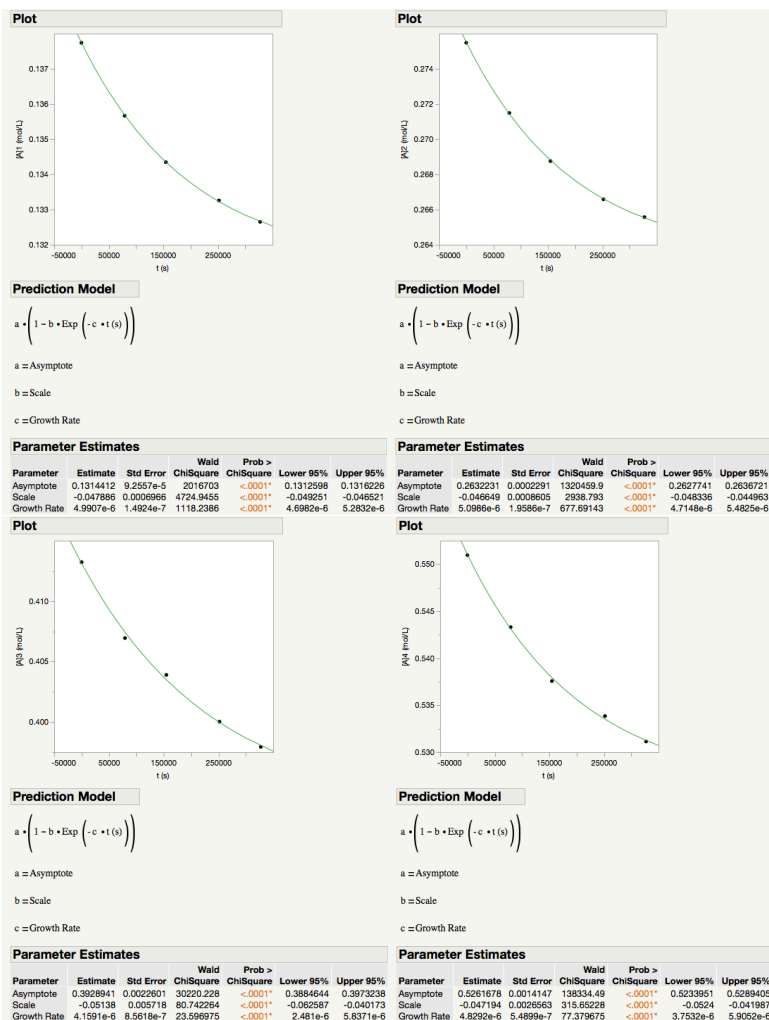 Plot
0.137
0.136
0.135
0.134
0.133
0.132
[A]1 (mol/L)
-50000 50000 150000 250000
t (s)
Prediction Model
a • (1 - b • Exp (-c • t (s)))
a = Asymptote
b = Scale
c = Growth Rate
Parameter Estimates
Wald Prob >
Parameter Estimate Std Error ChiSquare ChiSquare Lower 95% Upper 95%
Asymptote 0.1314412 9.2557e-5 2016703 <.0001* 0.1312598 0.1316226
Scale -0.047886 0.0006966 4724.9455 <.0001* -0.049251 -0.046521
Growth Rate 4.9907e-6 1.4924e-7 1118.2386 <.0001* 4.6982e-6 5.2832e-6
Plot
0.274
0.272
0.270
0.268
0.266
0.264
[A]2 (mol/L)
-50000 50000 150000 250000
t (s)
Prediction Model
a • (1 - b • Exp (-c • t (s)))
a = Asymptote
b = Scale
c = Growth Rate
Parameter Estimates
Wald Prob >
Parameter Estimate Std Error ChiSquare ChiSquare Lower 95% Upper 95%
Asymptote 0.2632231 0.0002291 1320459.9 <.0001* 0.2627741 0.2636721
Scale -0.046649 0.0008605 2938.793 <.0001* -0.048336 -0.044963
Growth Rate 5.0986e-6 1.9586e-7 677.69143 <.0001* 4.7148e-6 5.4825e-6
Plot
0.410
0.405
0.400
[A]3 (mol/L)
-50000 50000 150000 250000
t (s)
Prediction Model
a • (1 - b • Exp (-c • t (s)))
a = Asymptote
b = Scale
c = Growth Rate
Parameter Estimates
Wald Prob >
Parameter Estimate Std Error ChiSquare ChiSquare Lower 95% Upper 95%
Asymptote 0.3928941 0.0022601 30220.228 <.0001* 0.3884644 0.3973238
Scale -0.05138 0.005718 80.742264 <.0001* -0.062587 -0.040173
Growth Rate 4.1591e-6 8.5618e-7 23.596975 <.0001* 2.481e-6 5.8371e-6
Plot
0.550
0.545
0.540
0.535
0.530
[A]4 (mol/L)
-50000 50000 150000 250000
t (s)
Prediction Model
a • (1 - b • Exp (-c • t (s)))
a = Asymptote
b = Scale
c = Growth Rate
Parameter Estimates
Wald Prob >
Parameter Estimate Std Error ChiSquare ChiSquare Lower 95% Upper 95%
Asymptote 0.5261678 0.0014147 138334.49 <.0001* 0.5233951 0.5289405
Scale -0.047194 0.0026563 315.65228 <.0001* -0.0524 -0.041987
Growth Rate 4.8292e-6 5.4899e-7 77.379675 <.0001* 3.7532e-6 5.9052e-6